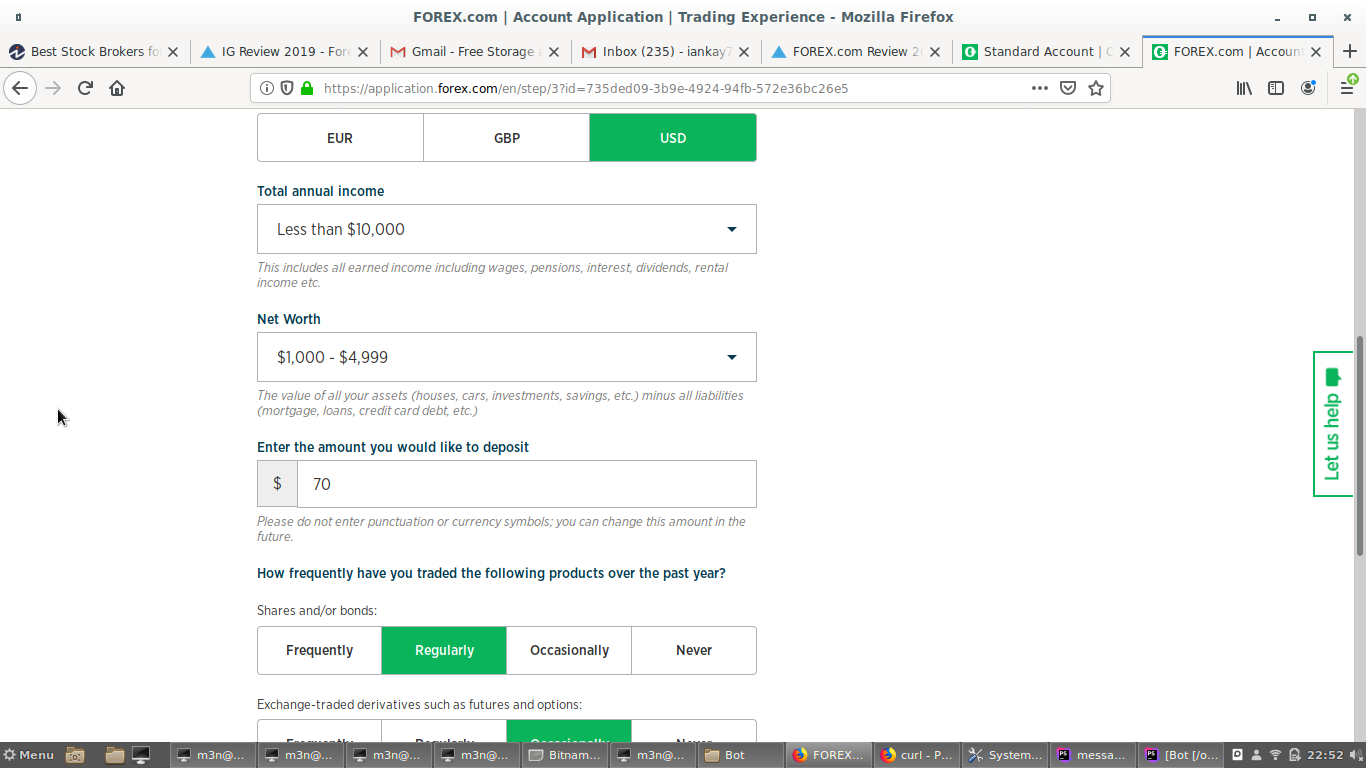 FOREX.com | Account Application | Trading Experience - Mozilla Firefox
Best Stock Brokers fo
IG Review 2019 - Fore
Gmail - Free Storage a
Inbox (235) - iankay7
FOREX.com Review 2
Standard Account | C
FOREX.com | Account
https://application.forex.com/en/step/3?id=735ded09-3b9e-4924-94fb-572e36bc26e5
EUR
GBP
USD
Total annual income
Less than $10,000
This includes all earned income including wages, pensions, interest, dividends, rental
income etc.
Net Worth
$1,000 - $4,999
The value of all your assets (houses, cars, investments, savings, etc.) minus all liabilities
(mortgage, loans, credit card debt, etc.)
Let us help
Enter the amount you would like to deposit
$ 70
Please do not enter punctuation or currency symbols; you can change this amount in the
future.
How frequently have you traded the following products over the past year?
Shares and/or bonds:
Frequently
Regularly
Occasionally
Never
Exchange-traded derivatives such as futures and options:
Frequently
Regularly
Occasionally
Never
Menu
m3n@...
m3n@...
m3n@...
m3n@...
Bitnam...
m3n@...
Bot
FOREX...
curl - P...
System...
messa...
[Bot [/o...
22:52